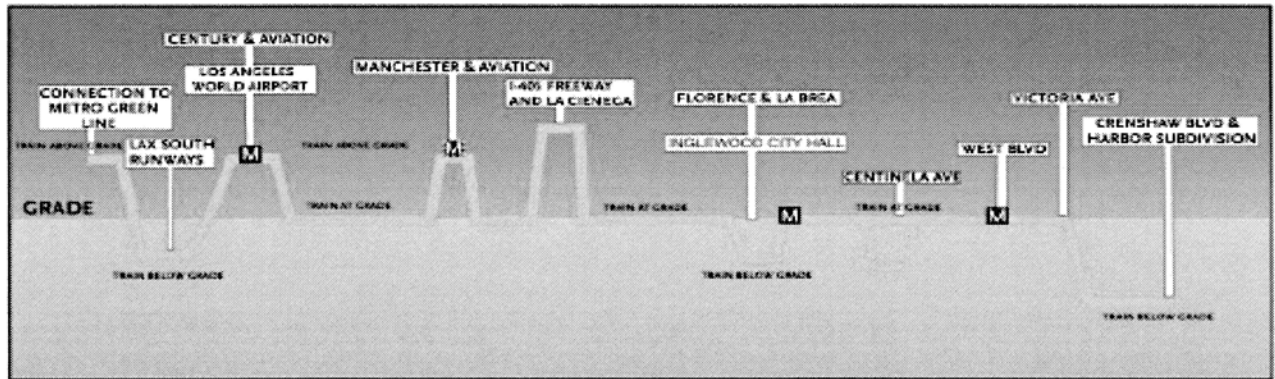 CENTURY & AVIATION
LOS ANGELES
WORLD AIRPORT
MANCHESTER & AVIATION
I-405 FREEWAY
AND LA CIENEGA
CONNECTION TO
METRO GREEN
LINE
FLORENCE & LA BREA
VICTORIA AVE
CRENSHAW BLVD &
HARBOR SUBDIVISION
TRAIN ABOVE GRADE
LAX SOUTH
RUNWAYS
TRAIN ABOVE GRADE
M
M
INGLEWOOD CITY HALL
WEST BLVD
CENTINELA AVE
GRADE
TRAIN AT GRADE
TRAIN AT GRADE
M
TRAIN AT GRADE
M
TRAIN BELOW GRADE
TRAIN BELOW GRADE
TRAIN BELOW GRADE